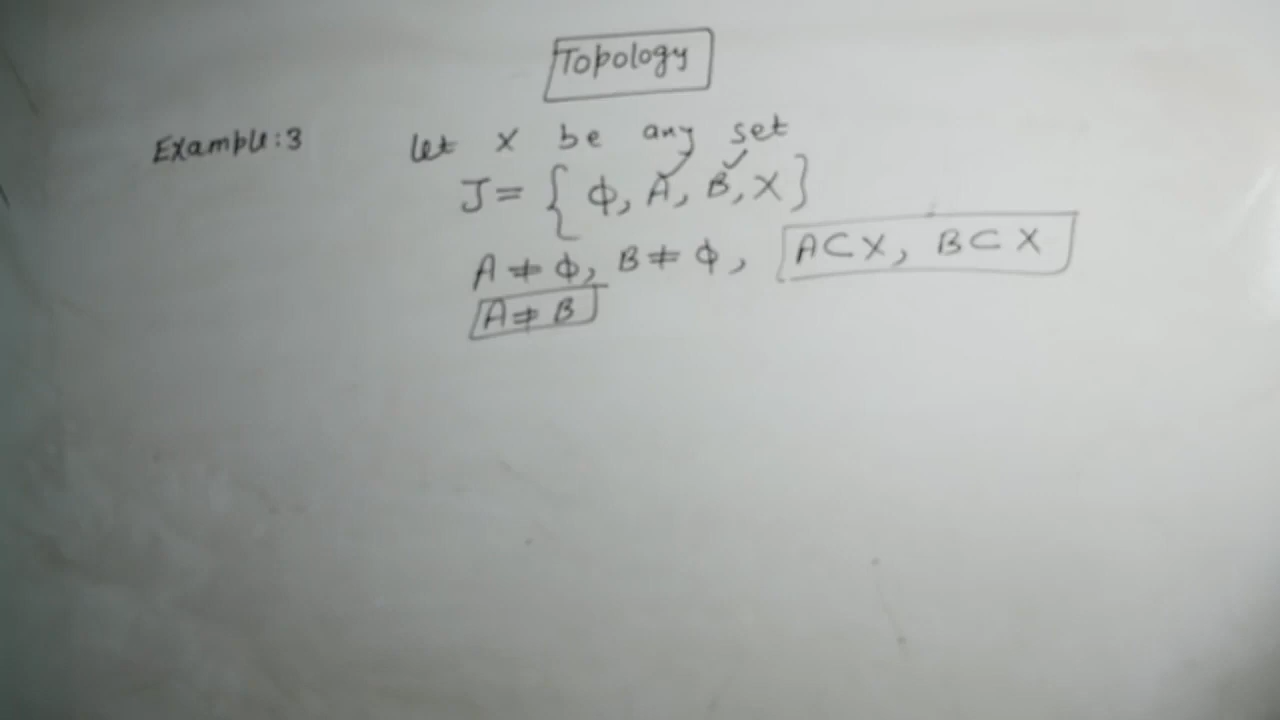 Topology
Example:3 let X be any set
J = { ϕ, A, B, X }
A ≠ ϕ, B ≠ ϕ, A ⊂ X, B ⊂ X
A ≠ B